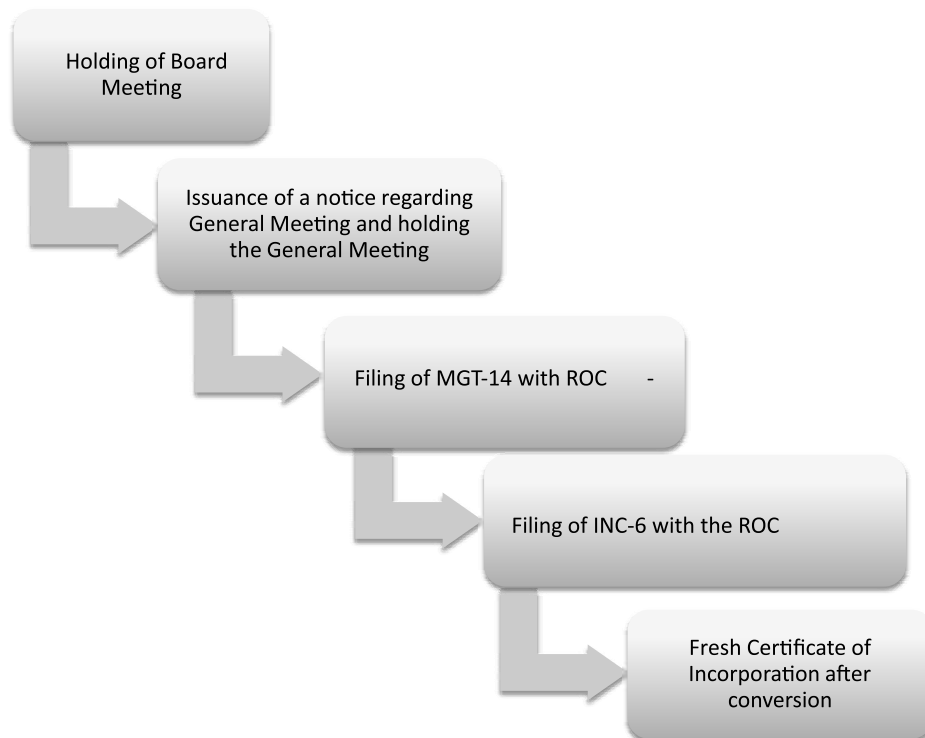 Holding of Board
Meeting
Issuance of a notice regarding
General Meeting and holding
the General Meeting
Filing of MGT-14 with ROC -
Filing of INC-6 with the ROC
Fresh Certificate of
Incorporation after
conversion